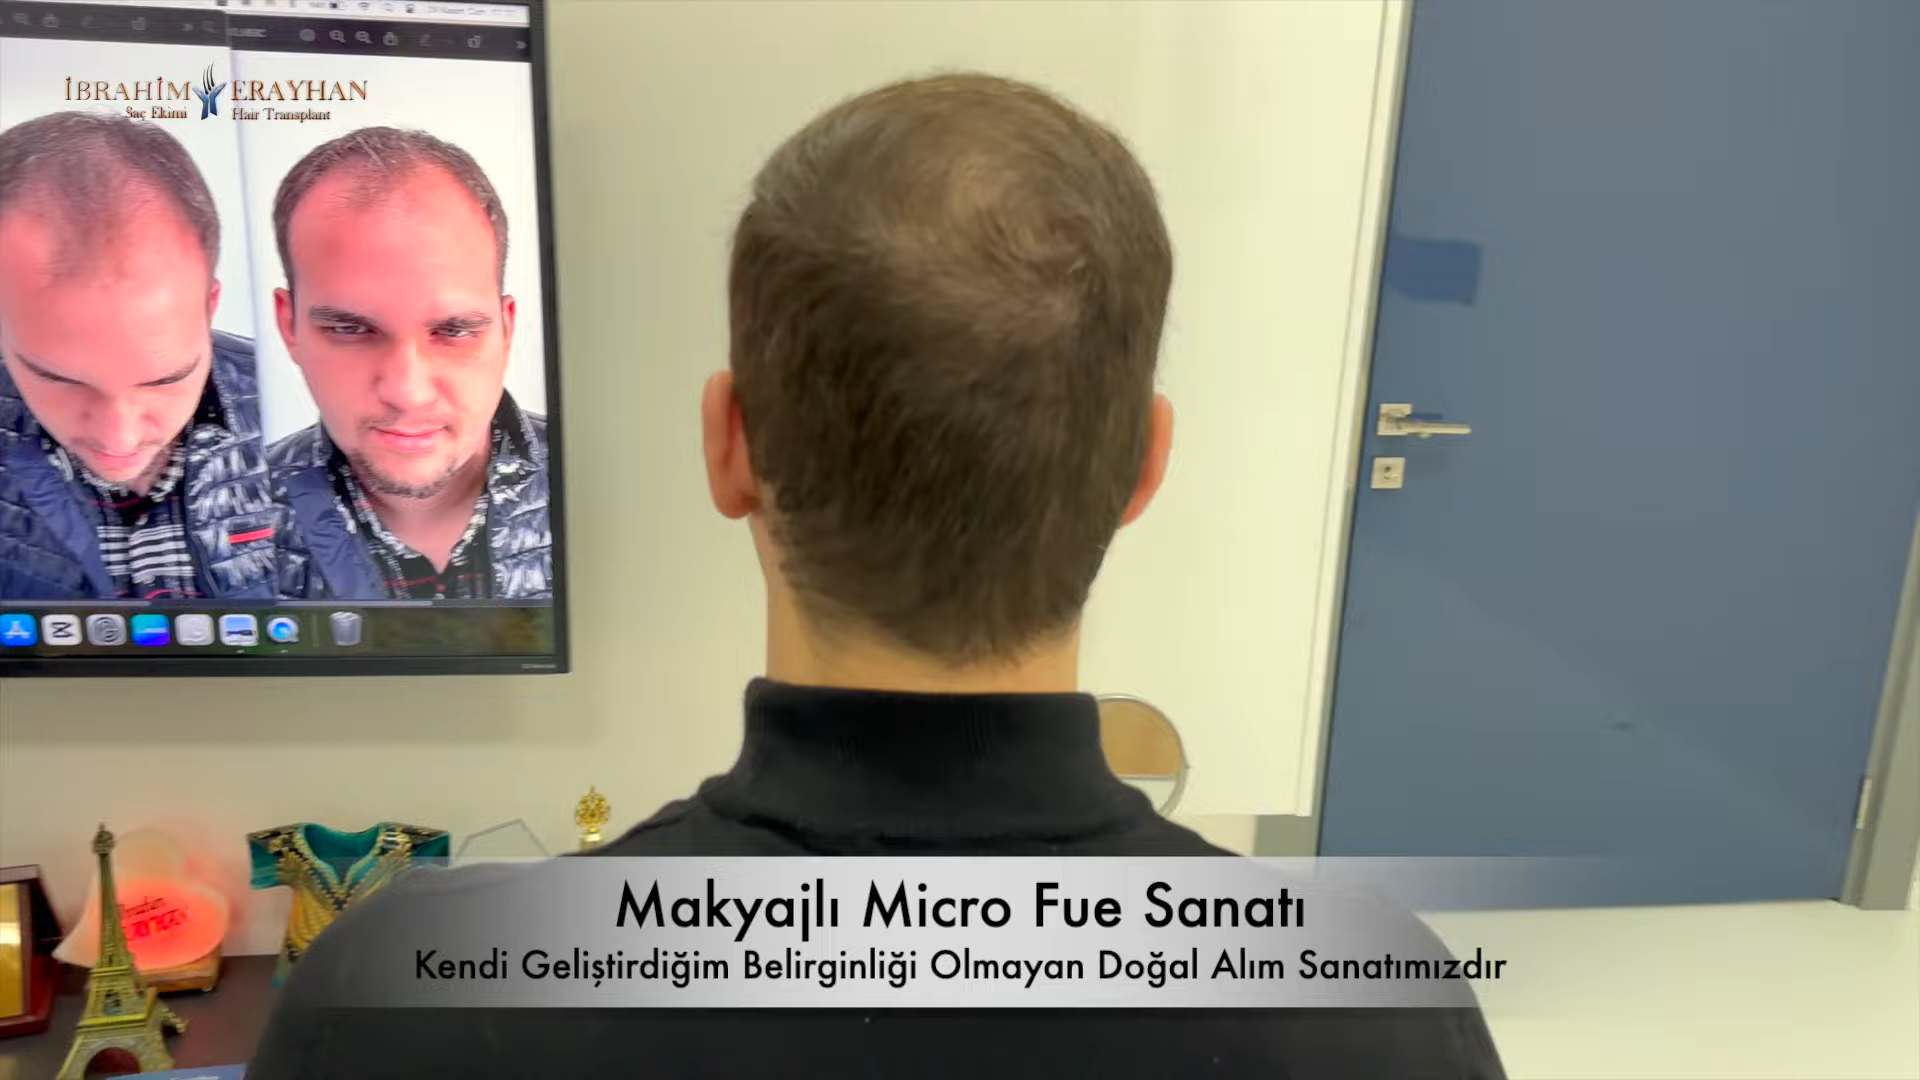 İBRAHİM ERAYHAN
Saç Ekimi Hair Transplant
Makyajlı Micro Fue Sanatı
Kendi Geliştirdiğim Belirginliği Olmayan Doğal Alım Sanatımızdır